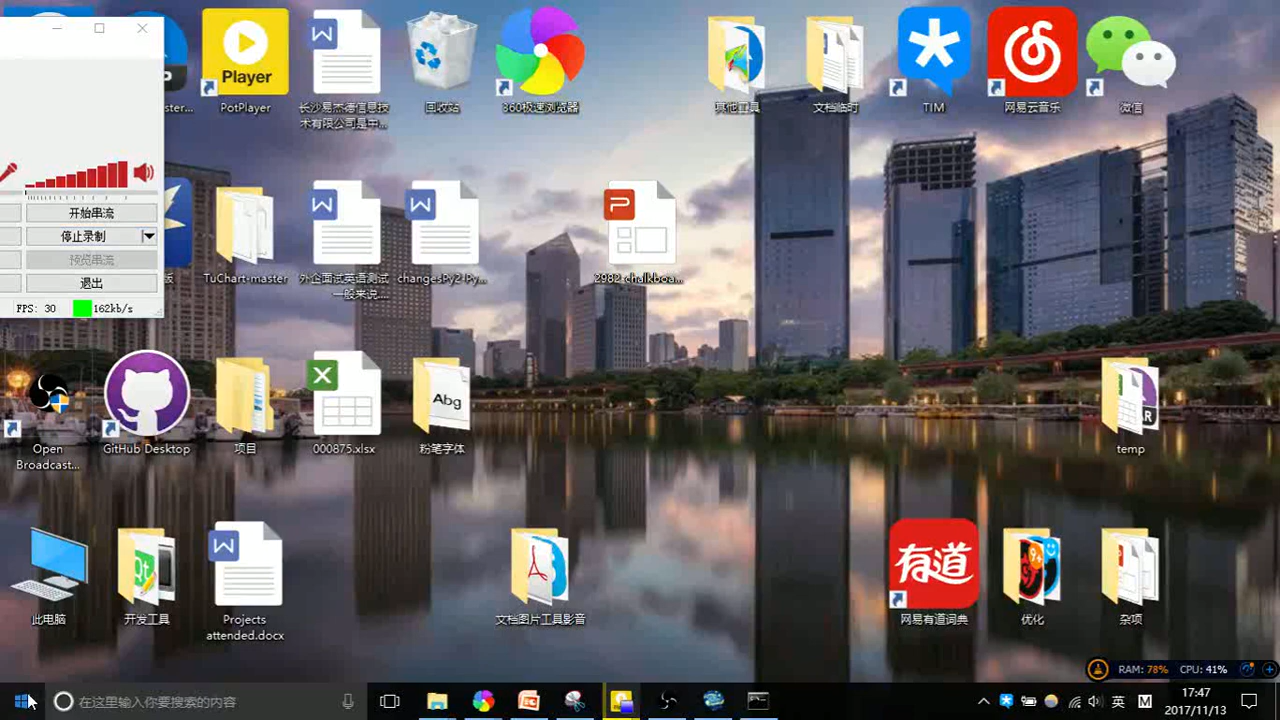 ster...
Player
PotPlayer
长沙易杰德信息技
术有限公司是中...
回收站
360极速浏览器
其他工具
文档临时
TIM
网易云音乐
微信
开始串流
停止录制
预览串流
退出
FPS: 30
162kb/s
版
TuChart-master
外企面试英语测试
一般来说....
changesPy2-Py...
2982_chalkboa...
Open
Broadcast...
GitHub Desktop
项目
000875.xlsx
Abg
粉笔字体
temp
此电脑
Qt
开发工具
Projects
attended.docx
文档图片工具影音
有道
网易有道词典
优化
杂项
RAM: 78% CPU: 41%
在这里输入你要搜索的内容
英
M
17:47
2017/11/13